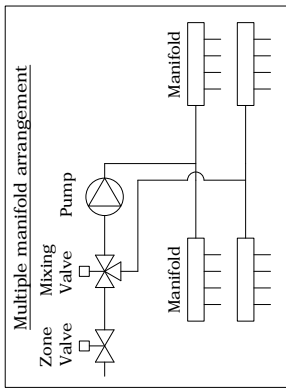 Multiple manifold arrangement
Zone
Valve
Mixing
Valve
Pump
Manifold
Manifold